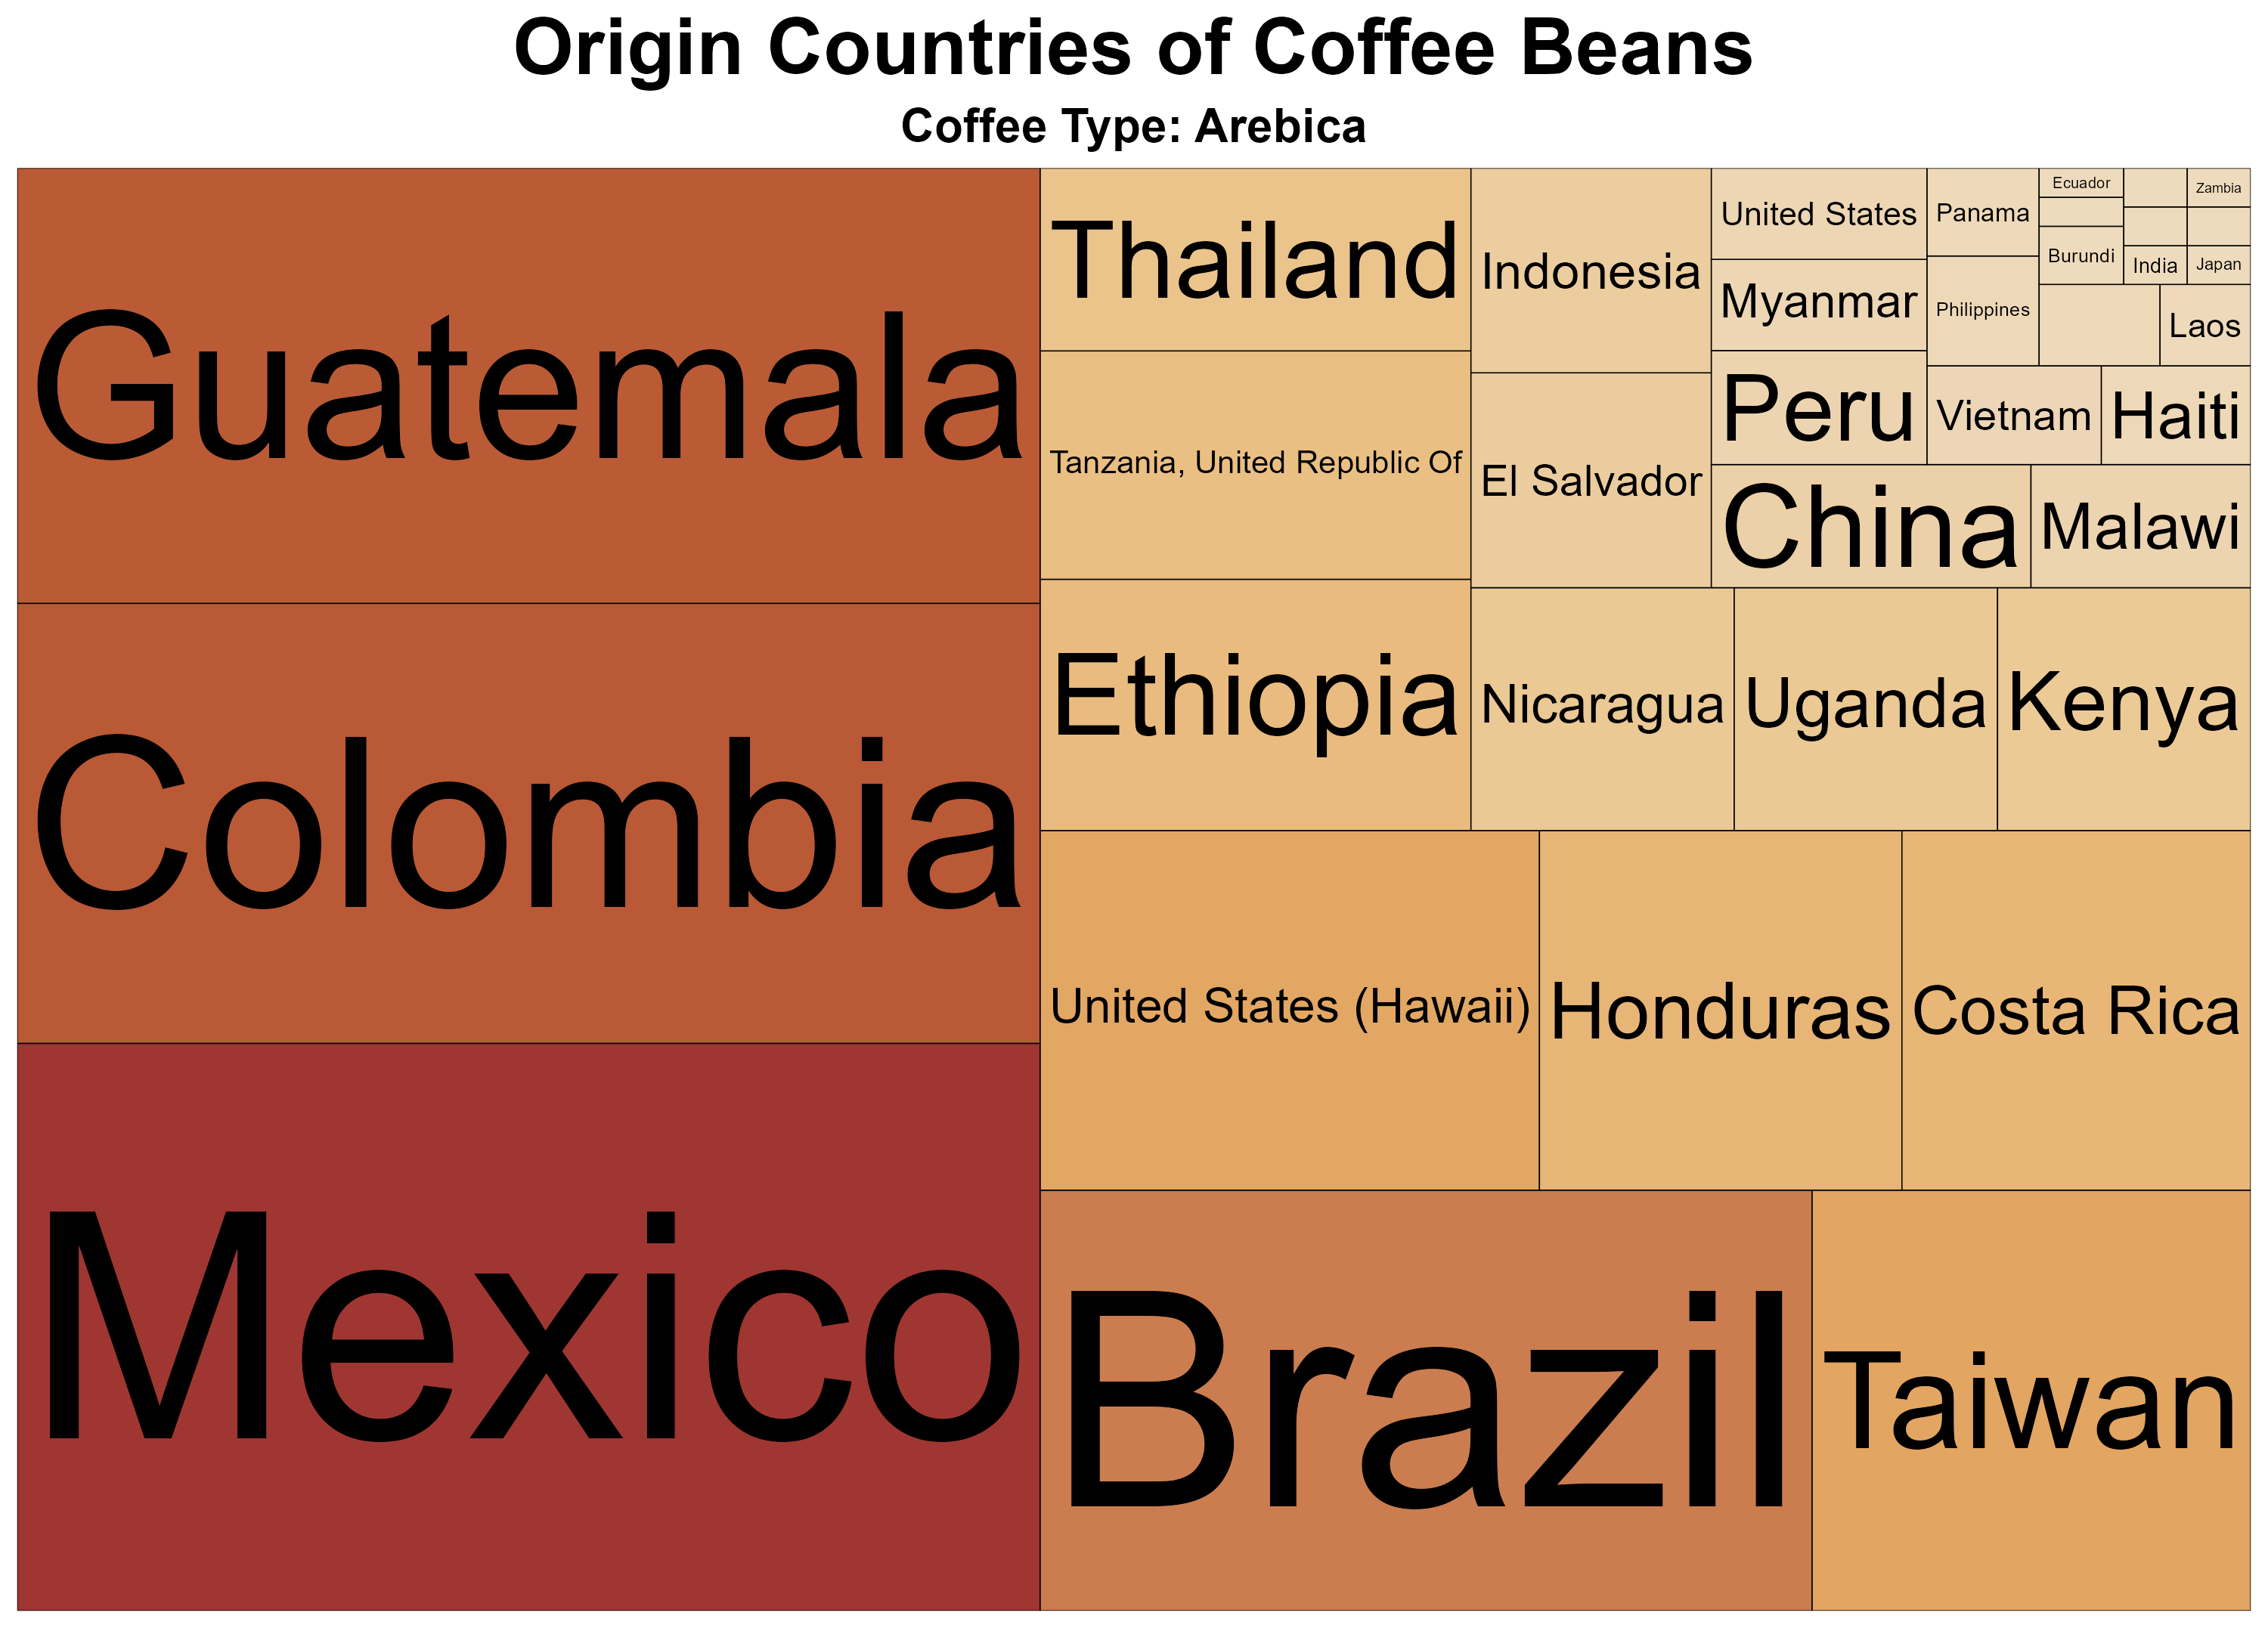 Origin Countries of Coffee Beans
Coffee Type: Arebica
Guatemala
Colombia
Mexico
Thailand
Tanzania, United Republic Of
Ethiopia
Indonesia
El Salvador
United States
Myanmar
Peru
China
Malawi
Panama
Philippines
Vietnam
Haiti
Ecuador
Burundi
Zambia
India
Japan
Laos
Nicaragua
Uganda
Kenya
United States (Hawaii)
Honduras
Costa Rica
Brazil
Taiwan